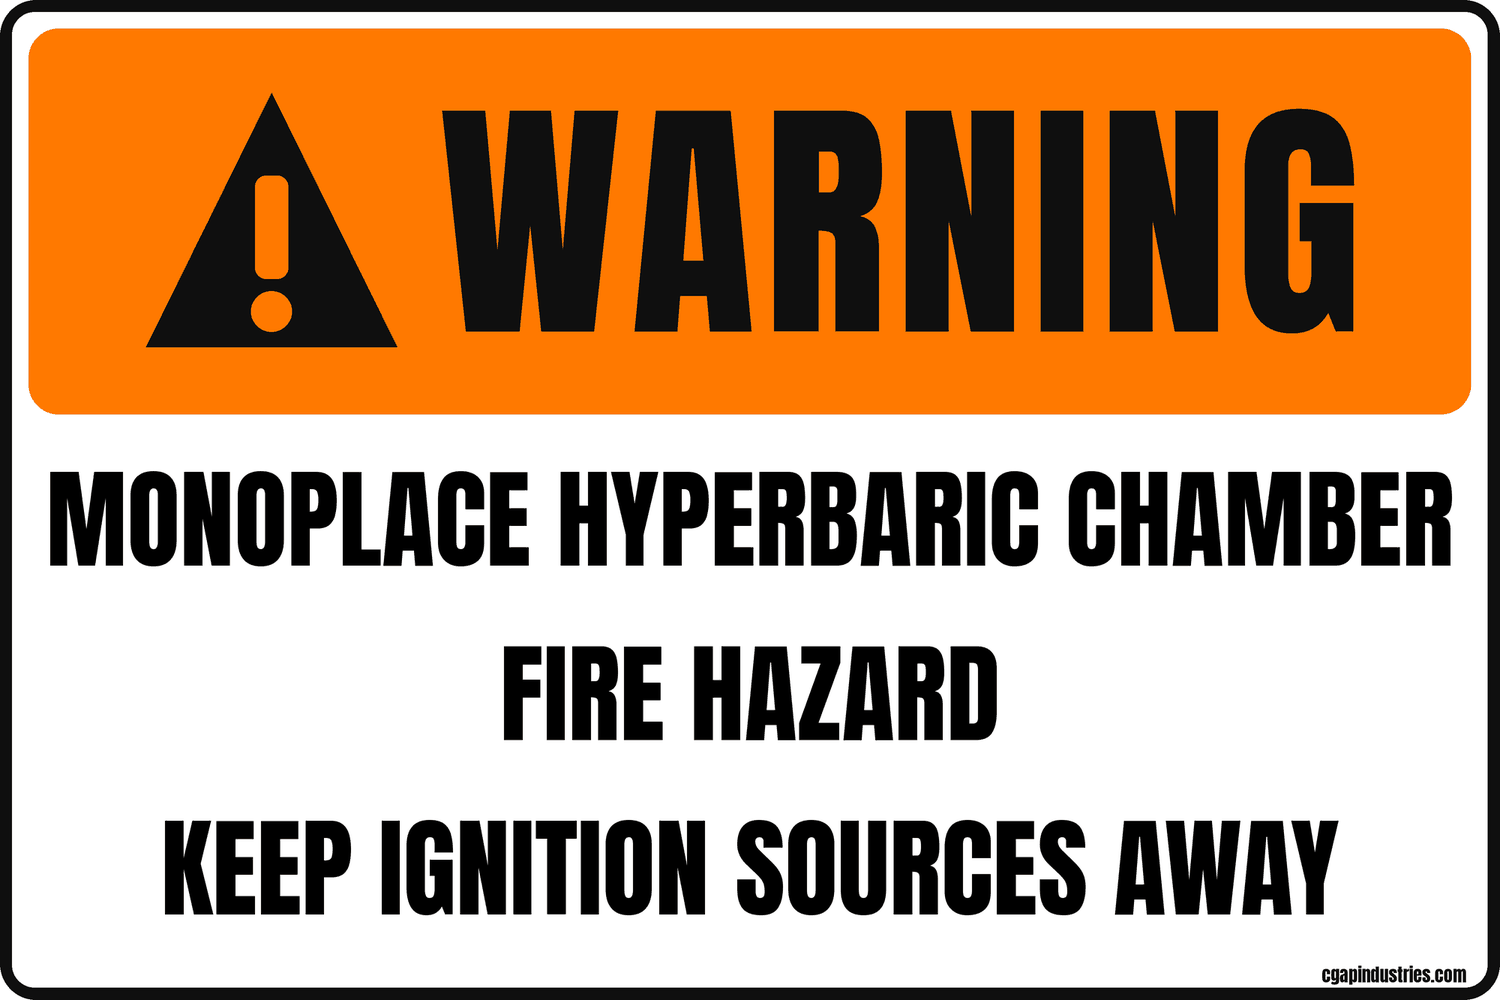 WARNING
MONOPLACE HYPERBARIC CHAMBER
FIRE HAZARD
KEEP IGNITION SOURCES AWAY
cgapindustries.com